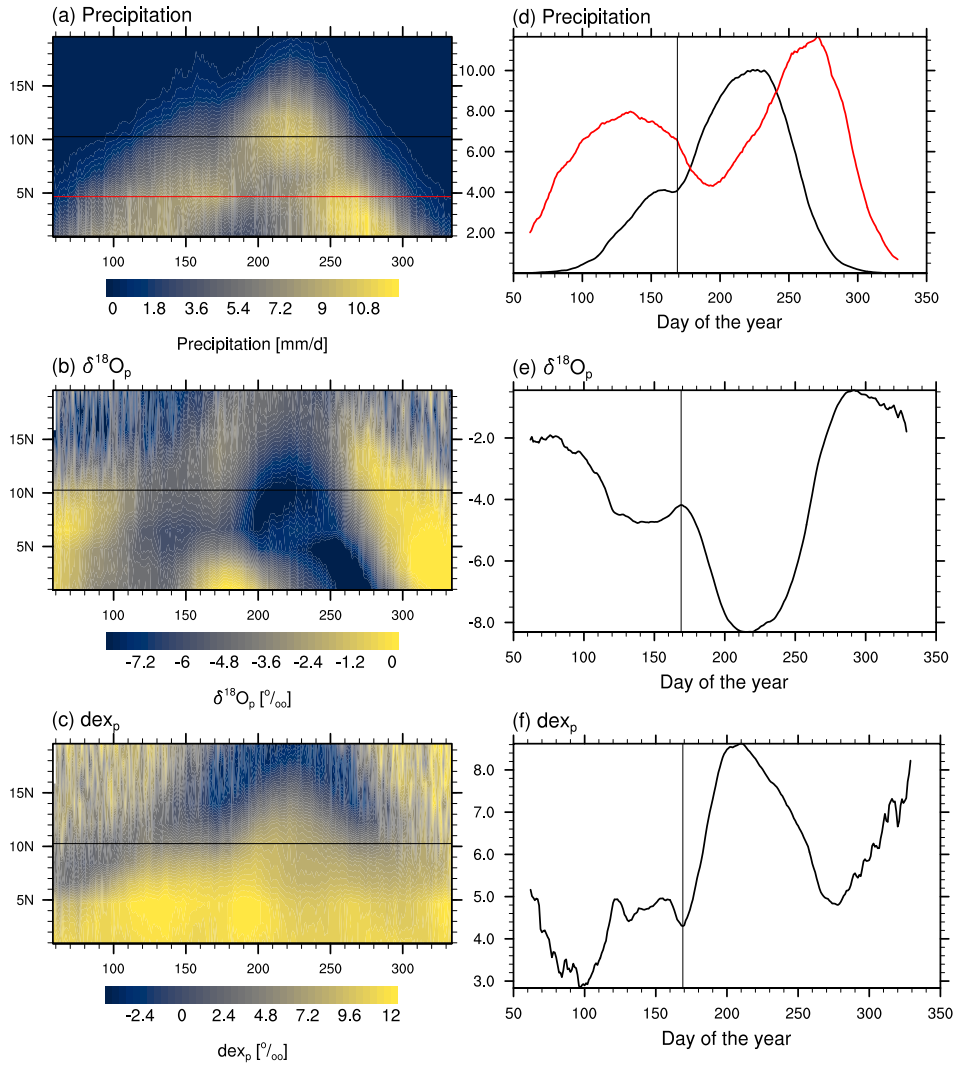 (a) Precipitation
15N
10N
5N
100 150 200 250 300
0 1.8 3.6 5.4 7.2 9 10.8
Precipitation [mm/d]
(b) δ¹⁸Oₚ
15N
10N
5N
100 150 200 250 300
-7.2 -6 -4.8 -3.6 -2.4 -1.2 0
δ¹⁸Oₚ [⁰/₀₀]
(c) dexₚ
15N
10N
5N
100 150 200 250 300
-2.4 0 2.4 4.8 7.2 9.6 12
dexₚ [⁰/₀₀]
(d) Precipitation
10.00
8.00
6.00
4.00
2.00
50 100 150 200 250 300 350
Day of the year
(e) δ¹⁸Oₚ
-2.0
-4.0
-6.0
-8.0
50 100 150 200 250 300 350
Day of the year
(f) dexₚ
8.0
7.0
6.0
5.0
4.0
3.0
50 100 150 200 250 300 350
Day of the year